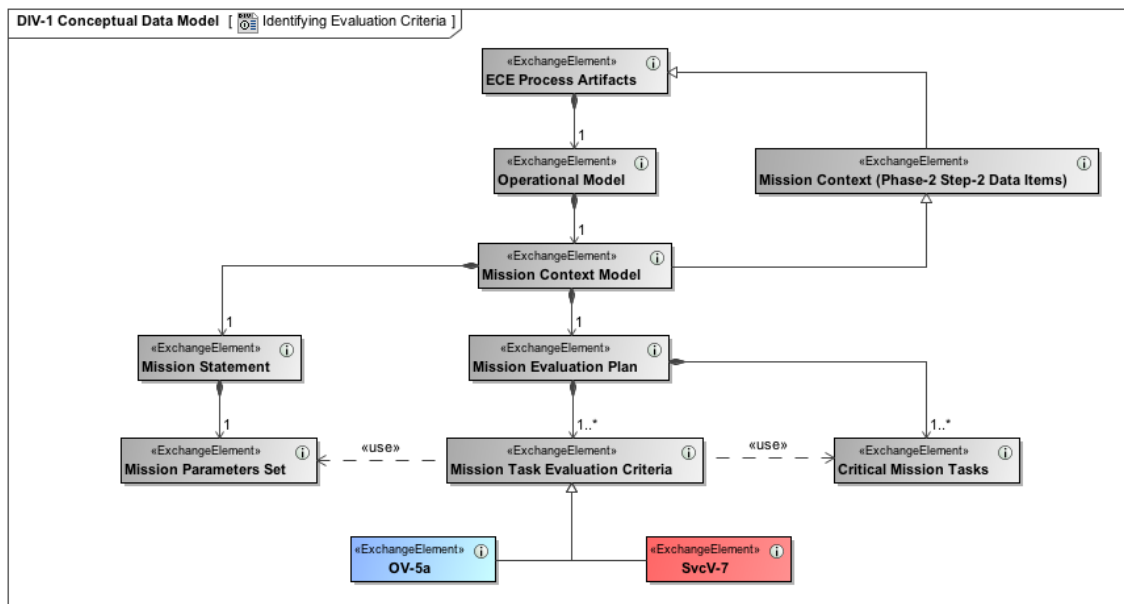 DIV-1 Conceptual Data Model [ Identifying Evaluation Criteria ]
«ExchangeElement»
ECE Process Artifacts
1
«ExchangeElement»
Operational Model
«ExchangeElement»
Mission Context (Phase-2 Step-2 Data Items)
1
«ExchangeElement»
Mission Context Model
1
1
«ExchangeElement»
Mission Statement
«ExchangeElement»
Mission Evaluation Plan
1
1..*
1..*
«ExchangeElement»
Mission Parameters Set
«use»
«ExchangeElement»
Mission Task Evaluation Criteria
«use»
«ExchangeElement»
Critical Mission Tasks
«ExchangeElement»
OV-5a
«ExchangeElement»
SvcV-7